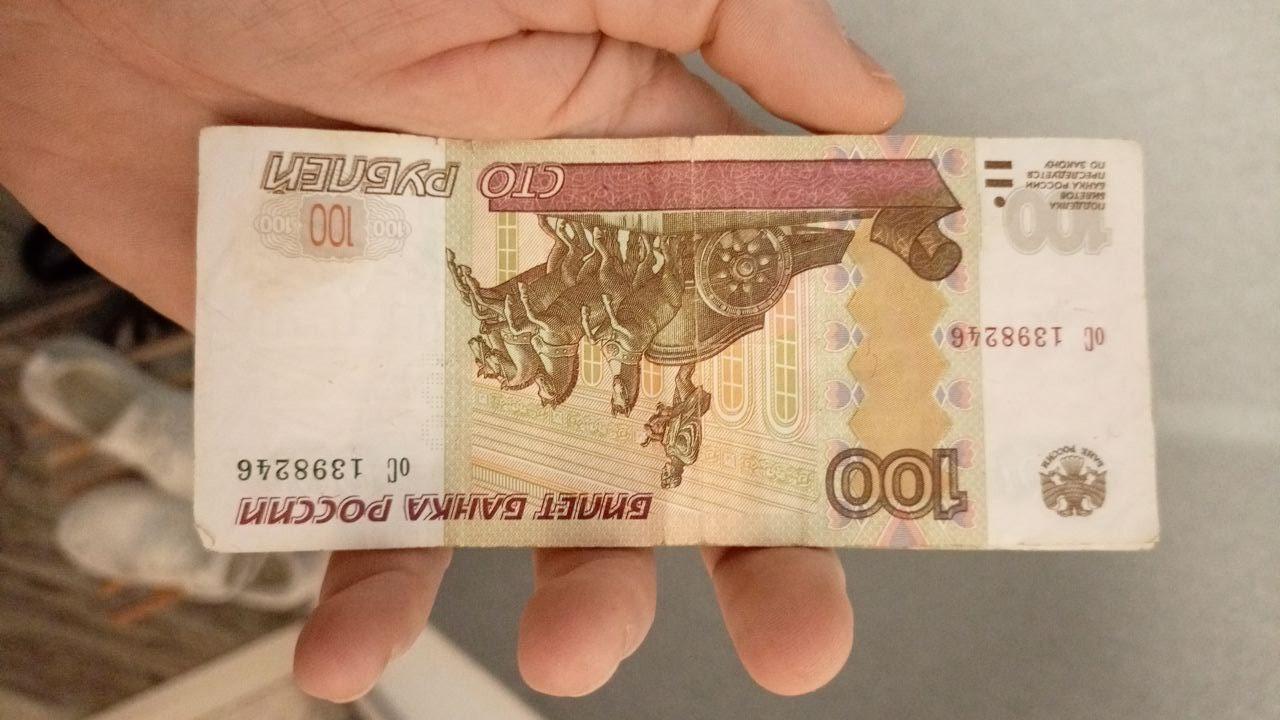 БИЛЕТ БАНКА РОССИИ
100
оС 1398246
БАНК РОССИИ
оС 1398246
100
100 100 100
ПОДДЕЛКА
БИЛЕТОВ
БАНКА РОССИИ
ПРЕСЛЕДУЕТСЯ
ПО ЗАКОНУ
СТО РУБЛЕЙ